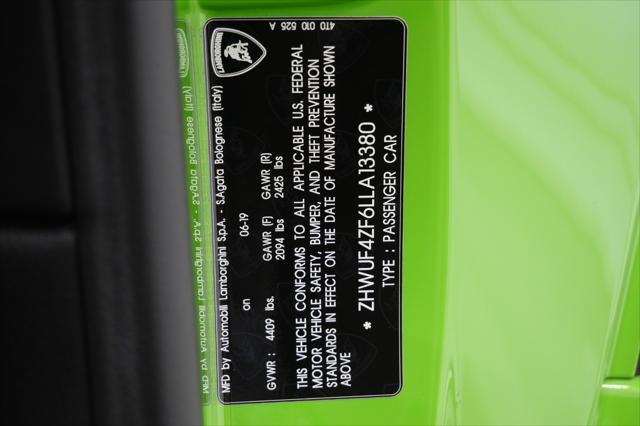 LAMBORGHINI
4T0 010 525 A
MFD by Automobili Lamborghini S.p.A. - S.Agata Bolognese (Italy)
on 06-19
GVWR : 4409 lbs. GAWR (F) GAWR (R)
2094 lbs 2425 lbs
THIS VEHICLE CONFORMS TO ALL APPLICABLE U.S. FEDERAL
MOTOR VEHICLE SAFETY, BUMPER, AND THEFT PREVENTION
STANDARDS IN EFFECT ON THE DATE OF MANUFACTURE SHOWN
ABOVE
* ZHWUF4ZF6LLA13380 *
TYPE : PASSENGER CAR